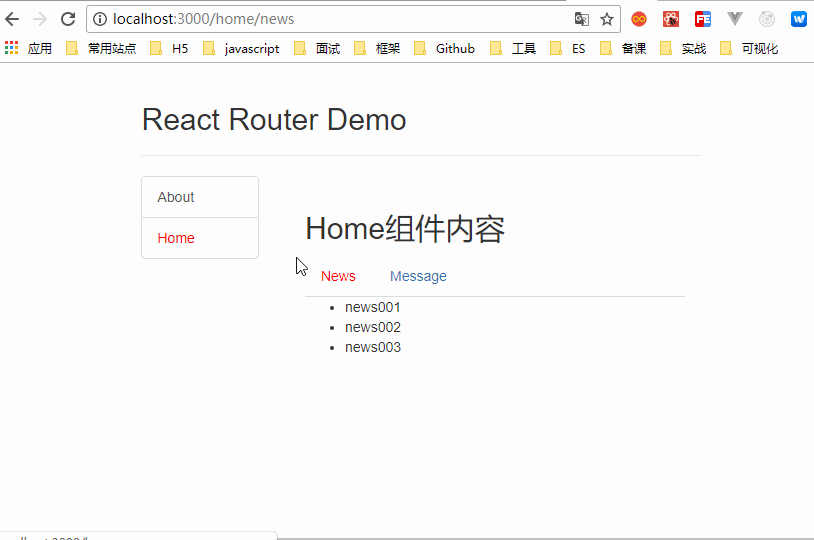 localhost:3000/home/news
应用 常用站点 H5 javascript 面试 框架 Github 工具 ES 备课 实战 可视化
React Router Demo
About
Home
Home组件内容
News Message
news001
news002
news003